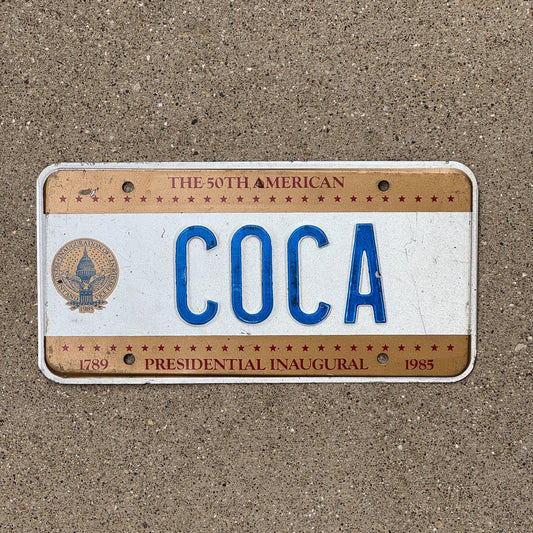 THE 50TH AMERICAN
COCA
1789 PRESIDENTIAL INAUGURAL 1985